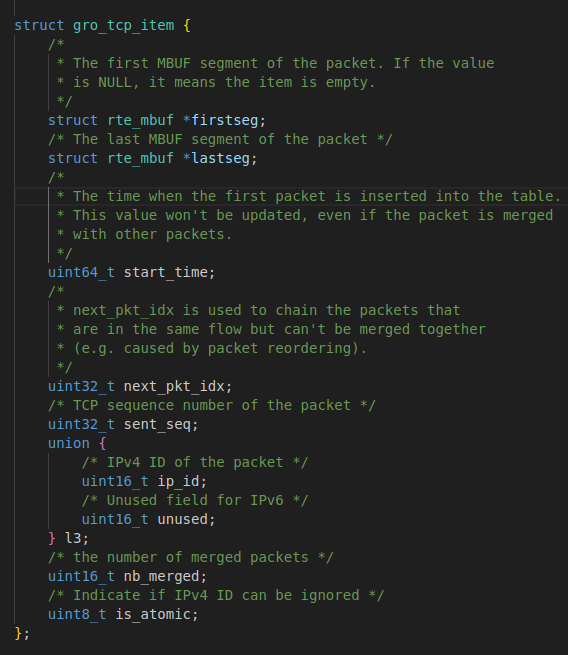 struct gro_tcp_item {
/*
* The first MBUF segment of the packet. If the value
* is NULL, it means the item is empty.
*/
struct rte_mbuf *firstseg;
/* The last MBUF segment of the packet */
struct rte_mbuf *lastseg;
/*
* The time when the first packet is inserted into the table.
* This value won't be updated, even if the packet is merged
* with other packets.
*/
uint64_t start_time;
/*
* next_pkt_idx is used to chain the packets that
* are in the same flow but can't be merged together
* (e.g. caused by packet reordering).
*/
uint32_t next_pkt_idx;
/* TCP sequence number of the packet */
uint32_t sent_seq;
union {
/* IPv4 ID of the packet */
uint16_t ip_id;
/* Unused field for IPv6 */
uint16_t unused;
} l3;
/* the number of merged packets */
uint16_t nb_merged;
/* Indicate if IPv4 ID can be ignored */
uint8_t is_atomic;
};